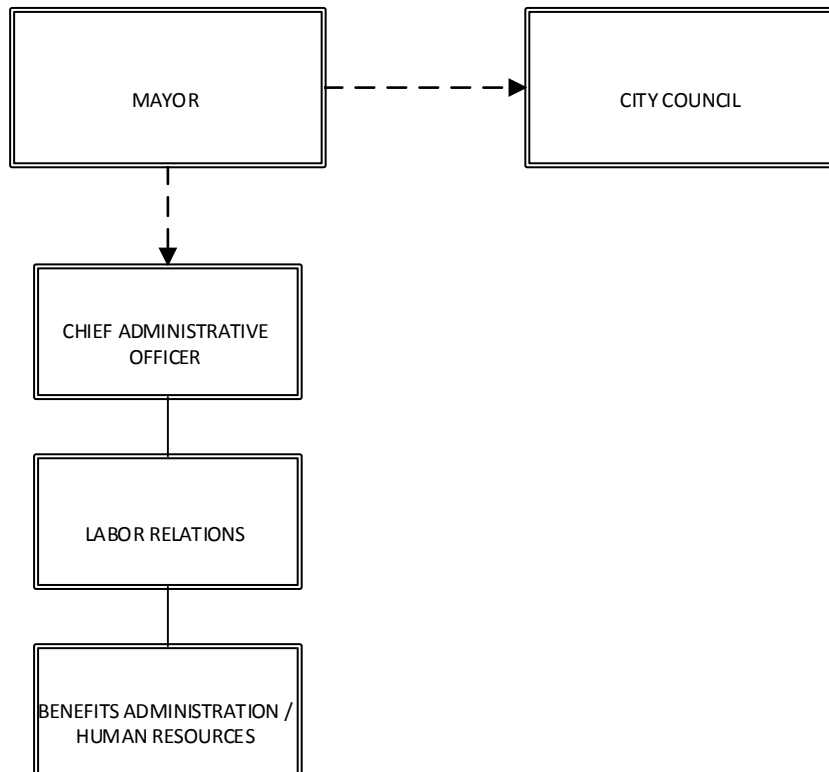 MAYOR
CITY COUNCIL
CHIEF ADMINISTRATIVE
OFFICER
LABOR RELATIONS
BENEFITS ADMINISTRATION /
HUMAN RESOURCES